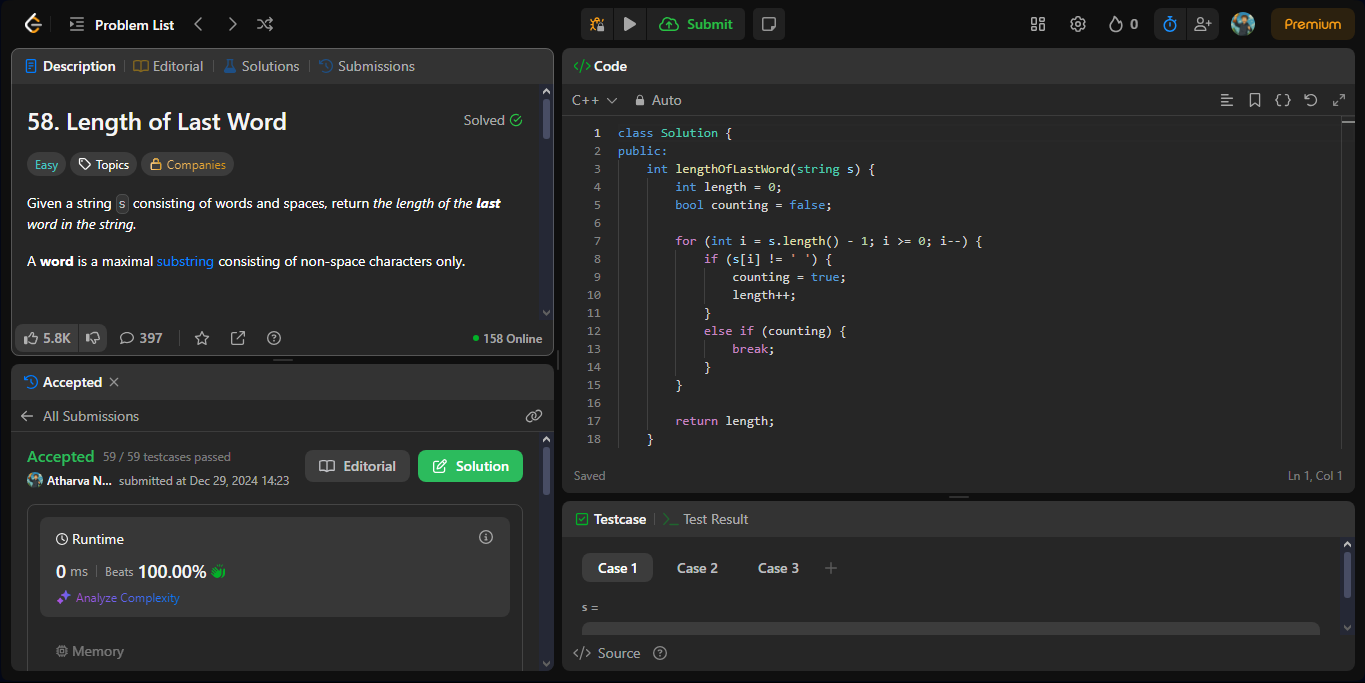 Problem List
Submit
0
Premium
Description | Editorial | Solutions | Submissions
58. Length of Last Word
Solved
Easy Topics Companies
Given a string s consisting of words and spaces, return the length of the last
word in the string.
A word is a maximal substring consisting of non-space characters only.
5.8K 397 158 Online
Accepted
All Submissions
Accepted 59 / 59 testcases passed
Atharva N... submitted at Dec 29, 2024 14:23
Editorial
Solution
Runtime
0 ms | Beats 100.00%
Analyze Complexity
Memory
</> Code
C++ Auto
1 class Solution {
2 public:
3     int lengthOfLastWord(string s) {
4         int length = 0;
5         bool counting = false;
6
7         for (int i = s.length() - 1; i >= 0; i--) {
8             if (s[i] != ' ') {
9                 counting = true;
10                 length++;
11             }
12             else if (counting) {
13                 break;
14             }
15         }
16
17         return length;
18     }
Saved Ln 1, Col 1
Testcase | >_ Test Result
Case 1 Case 2 Case 3 +
s =
</> Source